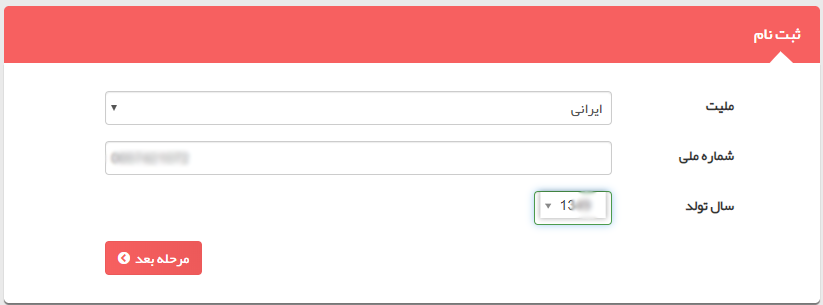 ثبت نام
ملیت
ایرانی
شماره ملی
سال تولد
مرحله بعد